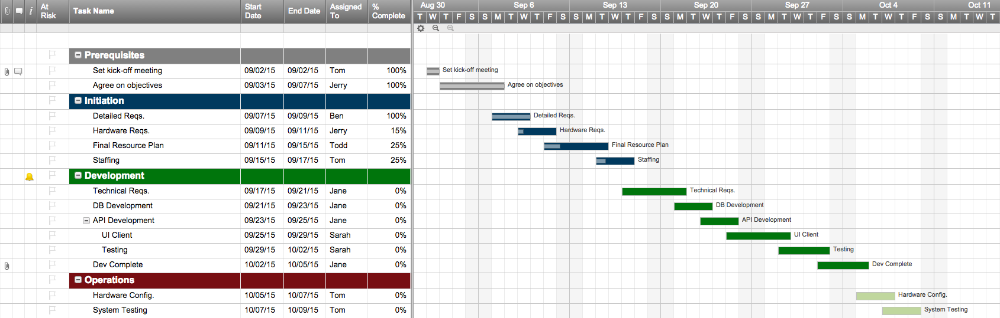 At Risk Task Name Start Date End Date Assigned To % Complete
Aug 30 Sep 6 Sep 13 Sep 20 Sep 27 Oct 4 Oct 11
T W T F S S M T W T F S S M T W T F S S M T W T F S S M T W T F S S M T W T F S S M T W T
Prerequisites
Set kick-off meeting 09/02/15 09/02/15 Tom 100% Set kick-off meeting
Agree on objectives 09/03/15 09/07/15 Jerry 100% Agree on objectives
Initiation
Detailed Reqs. 09/07/15 09/09/15 Ben 100% Detailed Reqs.
Hardware Reqs. 09/09/15 09/11/15 Jerry 15% Hardware Reqs.
Final Resource Plan 09/11/15 09/15/15 Todd 25% Final Resource Plan
Staffing 09/15/15 09/17/15 Tom 25% Staffing
Development
Technical Reqs. 09/17/15 09/21/15 Jane 0% Technical Reqs.
DB Development 09/21/15 09/23/15 Jane 0% DB Development
API Development 09/23/15 09/25/15 Jane 0% API Development
UI Client 09/25/15 09/29/15 Sarah 0% UI Client
Testing 09/29/15 10/02/15 Sarah 0% Testing
Dev Complete 10/02/15 10/05/15 Jane 0% Dev Complete
Operations
Hardware Config. 10/05/15 10/07/15 Tom 0% Hardware Config.
System Testing 10/07/15 10/09/15 Tom 0% System Testing